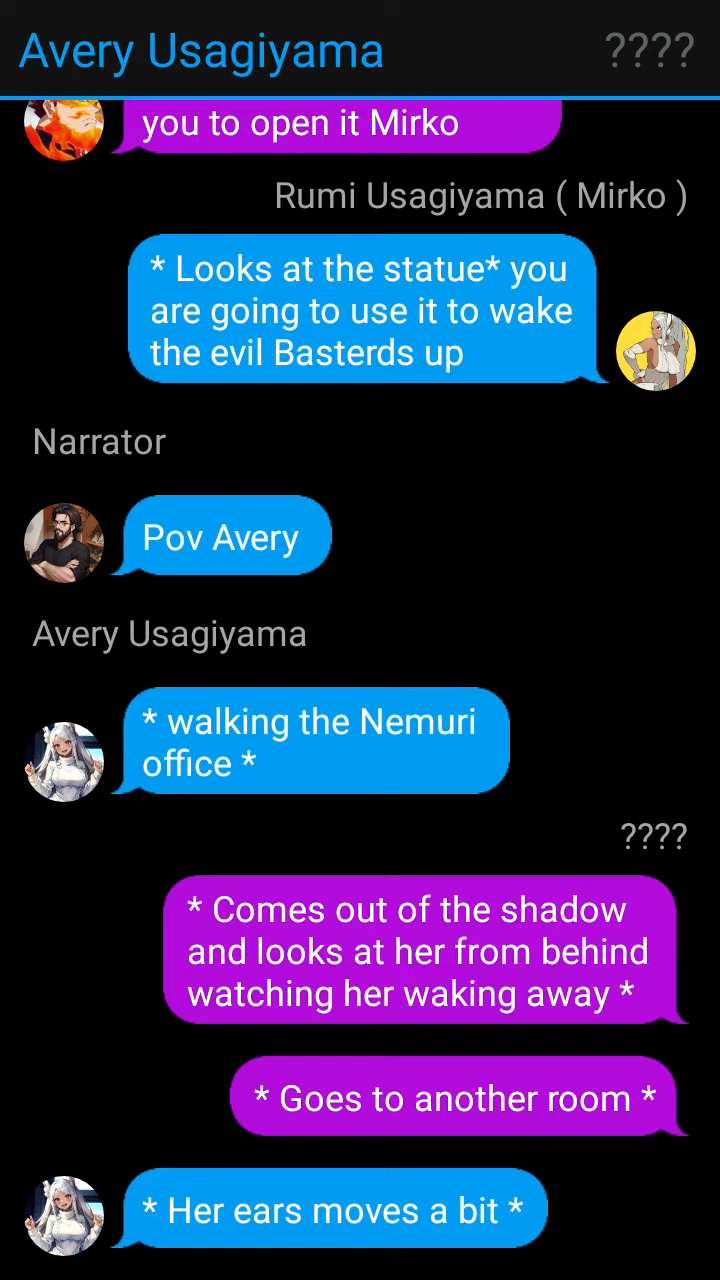 Avery Usagiyama ????
you to open it Mirko
Rumi Usagiyama ( Mirko )
* Looks at the statue* you
are going to use it to wake
the evil Basterds up
Narrator
Pov Avery
Avery Usagiyama
* walking the Nemuri
office *
????
* Comes out of the shadow
and looks at her from behind
watching her waking away *
* Goes to another room *
* Her ears moves a bit *